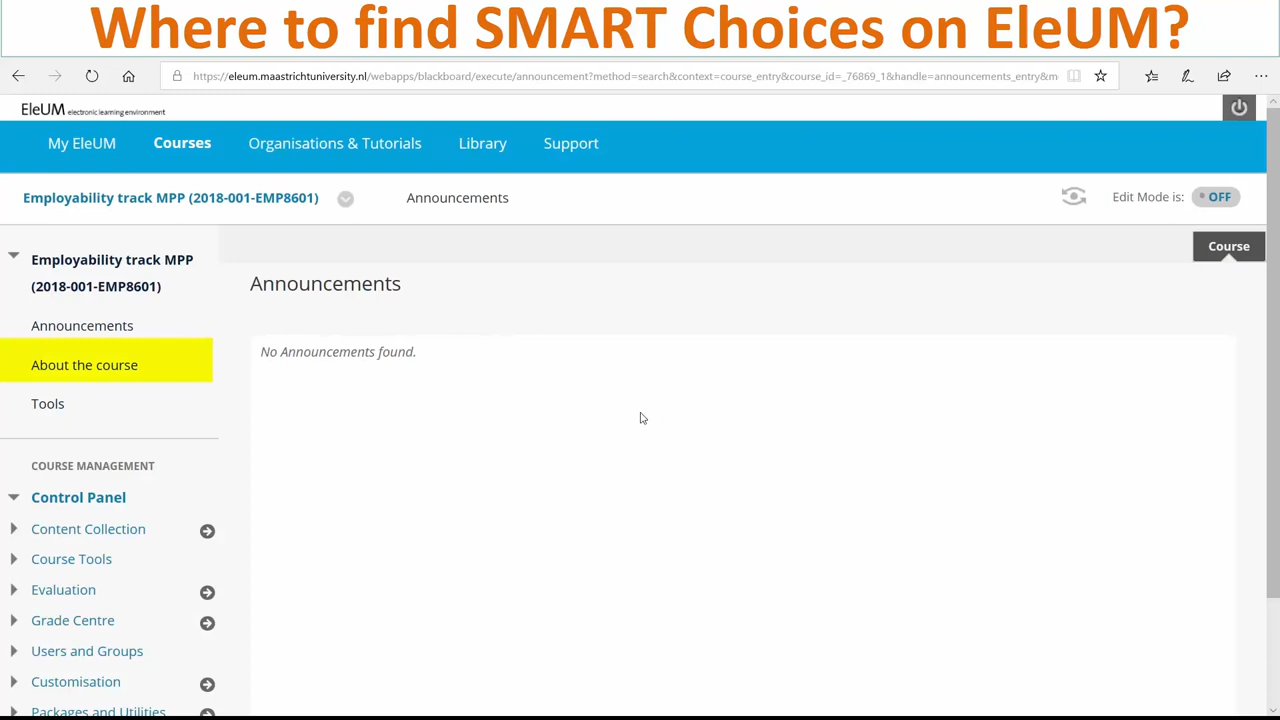 Where to find SMART Choices on EleUM?
https://eleum.maastrichtuniversity.nl/webapps/blackboard/execute/announcement?method=search&context=course_entry&course_id=_76869_1&handle=announcements_entry&m
EleUM electronic learning environment
My EleUM Courses Organisations & Tutorials Library Support
Employability track MPP (2018-001-EMP8601) Announcements Edit Mode is: OFF
Course
Employability track MPP
(2018-001-EMP8601)
Announcements
About the course
Tools
COURSE MANAGEMENT
Control Panel
Content Collection
Course Tools
Evaluation
Grade Centre
Users and Groups
Customisation
Packages and Utilities
Announcements
No Announcements found.